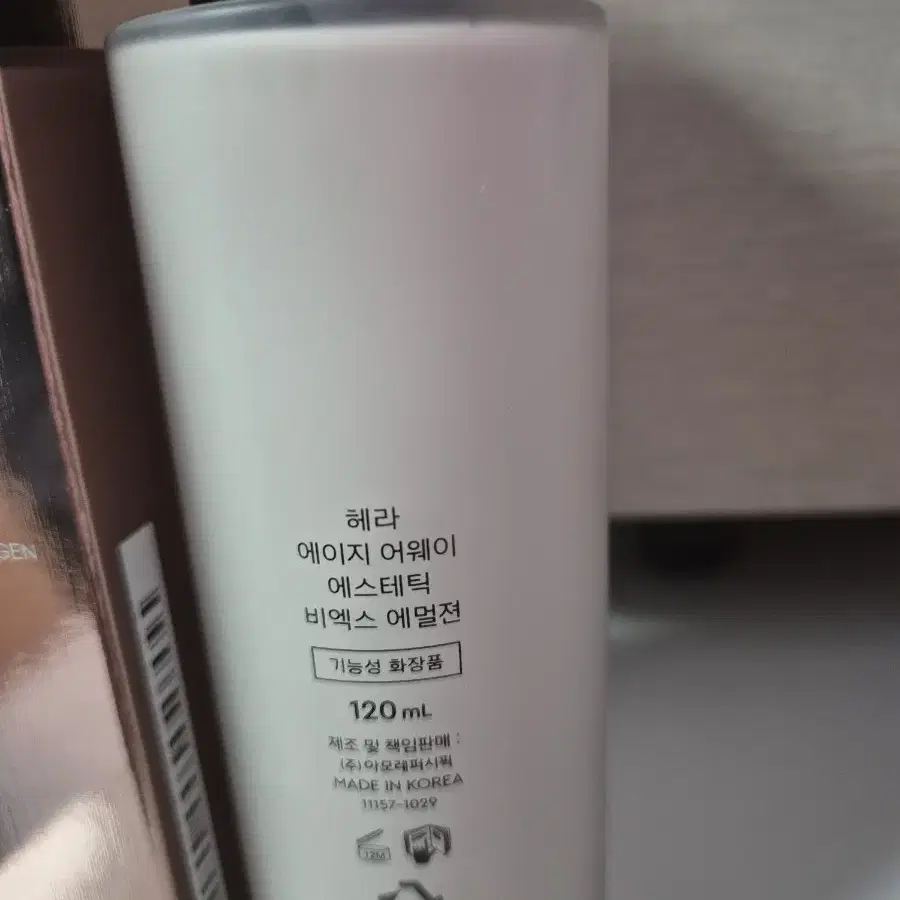 헤라
에이지 어웨이
에스테틱
비엑스 에멀젼
기능성 화장품
120 mL
제조 및 책임판매 :
(주)아모레퍼시픽
MADE IN KOREA
11157-1029
12M
GEN